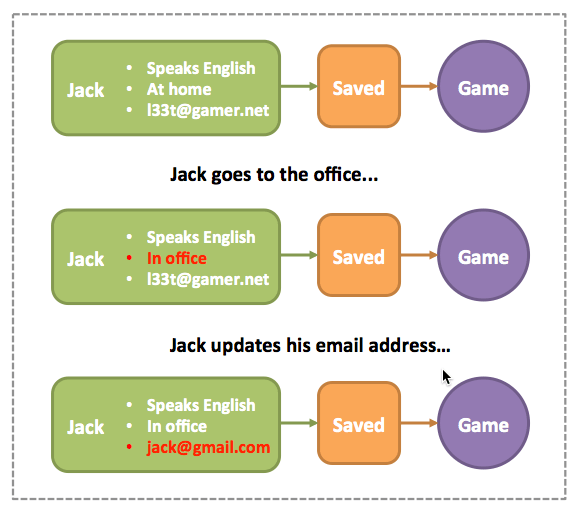 Jack
• Speaks English
• At home
• l33t@gamer.net
Saved
Game
Jack goes to the office...
Jack
• Speaks English
• In office
• l33t@gamer.net
Saved
Game
Jack updates his email address...
Jack
• Speaks English
• In office
• jack@gmail.com
Saved
Game